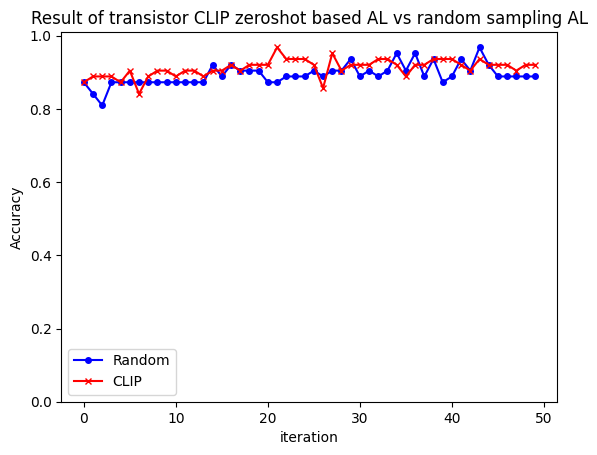 Result of transistor CLIP zeroshot based AL vs random sampling AL
1.0
0.8
0.6
0.4
0.2
0.0
Accuracy
Random
CLIP
0
10
20
30
40
50
iteration